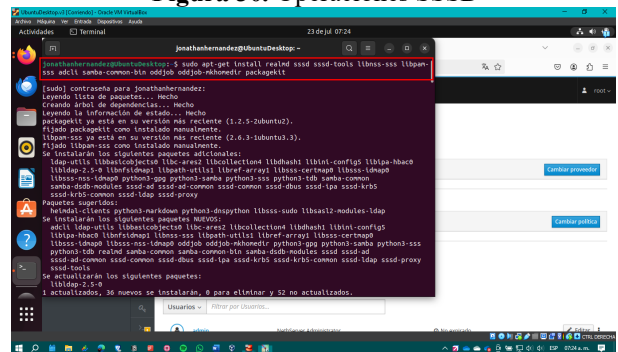 UbuntuDesktop.v3 [Corriendo] - Oracle VM VirtualBox
Archivo Máquina Ver Entrada Dispositivos Ayuda
Actividades Terminal 23 de jul 07:24
jonathanhernandez@UbuntuDesktop: ~
jonathanhernandez@UbuntuDesktop:~$ sudo apt-get install realmd sssd sssd-tools libnss-sss libpam-
sss adcli samba-common-bin oddjob oddjob-mkhomedir packagekit
[sudo] contraseña para jonathanhernandez:
Leyendo lista de paquetes... Hecho
Creando árbol de dependencias... Hecho
Leyendo la información de estado... Hecho
packagekit ya está en su versión más reciente (1.2.5-2ubuntu2).
fijado packagekit como instalado manualmente.
libpam-sss ya está en su versión más reciente (2.6.3-1ubuntu3.3).
fijado libpam-sss como instalado manualmente.
Se instalarán los siguientes paquetes adicionales:
ldap-utils libbasicobjects0 libc-ares2 libcollection4 libdhash1 libini-config5 libipa-hbac0
libldap-2.5-0 libnfsidmap1 libpath-utils1 libref-array1 libsss-certmap0 libsss-idmap0
libsss-nss-idmap0 python3-gpg python3-samba python3-sss python3-tdb samba-common
samba-dsdb-modules sssd-ad sssd-ad-common sssd-common sssd-dbus sssd-ipa sssd-krb5
sssd-krb5-common sssd-ldap sssd-proxy
Paquetes sugeridos:
heimdal-clients python3-markdown python3-dnspython libsss-sudo libsasl2-modules-ldap
Se instalarán los siguientes paquetes NUEVOS:
adcli ldap-utils libbasicobjects0 libc-ares2 libcollection4 libdhash1 libini-config5
libipa-hbac0 libnfsidmap1 libnss-sss libpath-utils1 libref-array1 libsss-certmap0
libsss-idmap0 libsss-nss-idmap0 oddjob oddjob-mkhomedir python3-gpg python3-samba python3-sss
python3-tdb realmd samba-common samba-common-bin samba-dsdb-modules sssd sssd-ad
sssd-ad-common sssd-common sssd-dbus sssd-ipa sssd-krb5 sssd-krb5-common sssd-ldap sssd-proxy
sssd-tools
Se actualizarán los siguientes paquetes:
libldap-2.5-0
1 actualizados, 36 nuevos se instalarán, 0 para eliminar y 52 no actualizados.
root
Cambiar proveedor
Cambiar política
Usuarios Filtrar por Usuarios...
admin NethServer Administrator No expirado Editar
CTRL DERECHA
ESP 07:24 a. m.